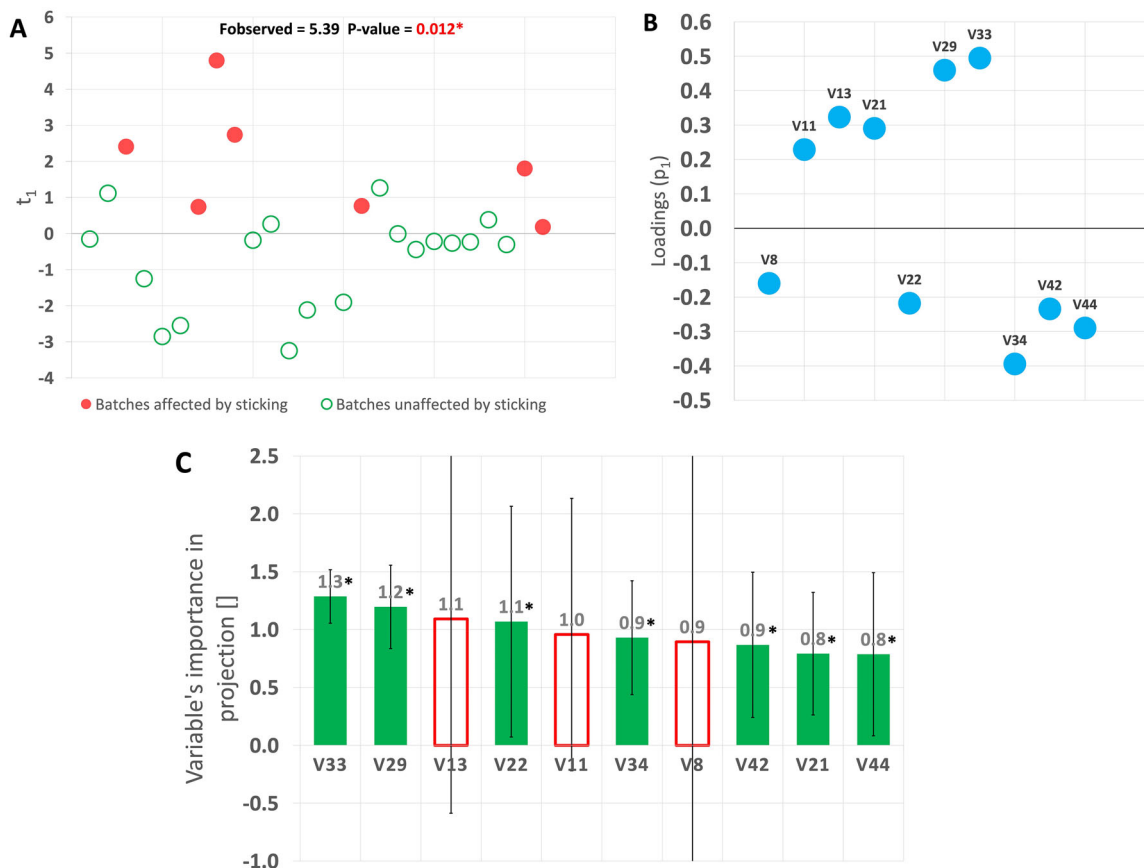 A
Fobserved = 5.39 P-value = 0.012*
6
5
4
3
2
1
0
-1
-2
-3
-4
t1
Batches affected by sticking
Batches unaffected by sticking
B
0.6
0.5
0.4
0.3
0.2
0.1
0.0
-0.1
-0.2
-0.3
-0.4
-0.5
Loadings (p1)
V8
V11
V13
V21
V22
V29
V33
V34
V42
V44
C
Variable's importance in
projection []
2.5
2.0
1.5
1.0
0.5
0.0
-0.5
-1.0
1.3* 1.2* 1.1 1.1* 1.0 0.9* 0.9 0.9* 0.8* 0.8*
V33 V29 V13 V22 V11 V34 V8 V42 V21 V44